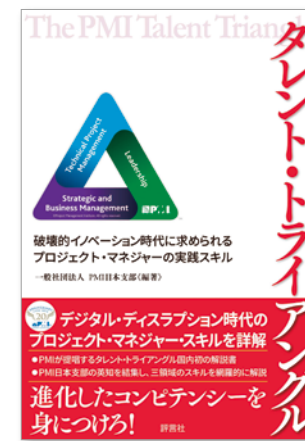 The PMI Talent Triang
タレント・トライアングル
Technical Project
Management
Leadership
Strategic and
Business Management
PMI
破壊的イノベーション時代に求められる
プロジェクト・マネジャーの実践スキル
一般社団法人 PMI日本支部〈編著〉
20
デジタル・ディスラプション時代の
プロジェクト・マネジャー・スキルを詳解
●PMIが提唱するタレント・トライアングル国内初の解説書
●PMI日本支部の英知を結集し、三領域のスキルを網羅的に解説
進化したコンピテンシーを
身につけろ!
評言社